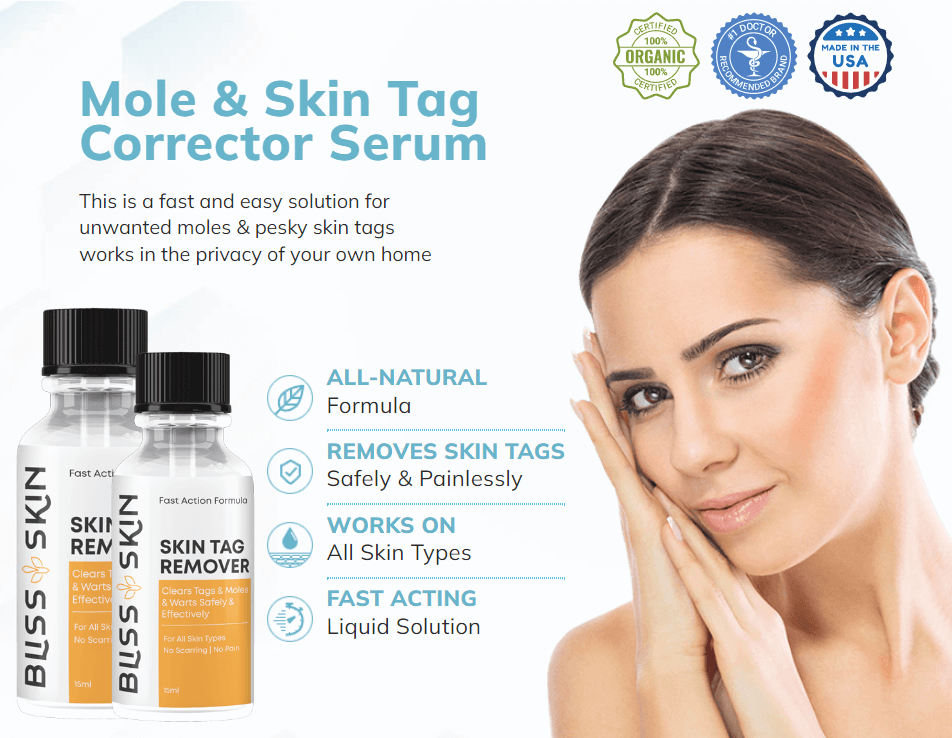 CERTIFIED
100%
ORGANIC
100%
CERTIFIED
#1 DOCTOR
RECOMMENDED BRAND
MADE IN THE
USA
Mole & Skin Tag
Corrector Serum
This is a fast and easy solution for
unwanted moles & pesky skin tags
works in the privacy of your own home
ALL-NATURAL
Formula
REMOVES SKIN TAGS
Safely & Painlessly
WORKS ON
All Skin Types
FAST ACTING
Liquid Solution
BLISS SKIN
Fast Acti
SKIN
REM
Clears T
& Warts
Effectiv
For All Sk
No Scarri
15ml
BLISS SKIN
Fast Action Formula
SKIN TAG
REMOVER
Clears Tags & Moles
& Warts Safely &
Effectively
For All Skin Types
No Scarring | No Pain
15ml